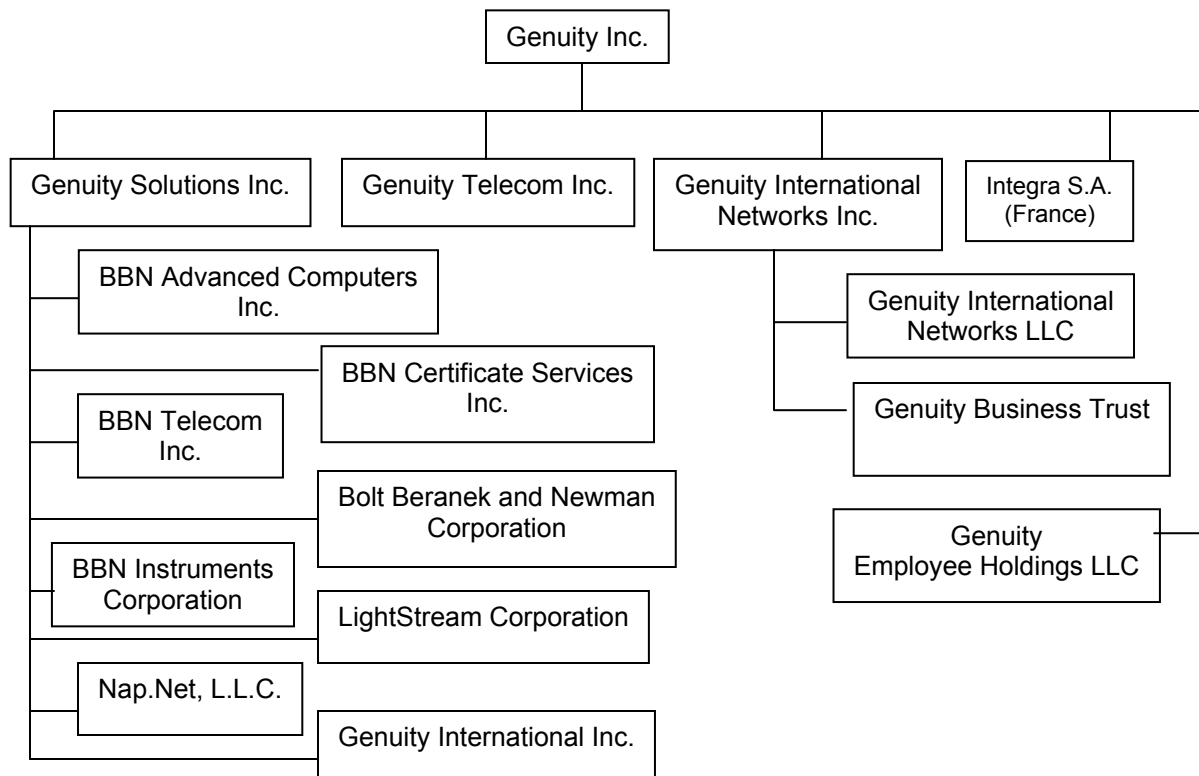 Genuity Inc.
Genuity Solutions Inc.
Genuity Telecom Inc.
Genuity International
Networks Inc.
Integra S.A.
(France)
BBN Advanced Computers
Inc.
Genuity International
Networks LLC
BBN Certificate Services
Inc.
Genuity Business Trust
BBN Telecom
Inc.
Bolt Beranek and Newman
Corporation
Genuity
Employee Holdings LLC
BBN Instruments
Corporation
LightStream Corporation
Nap.Net, L.L.C.
Genuity International Inc.